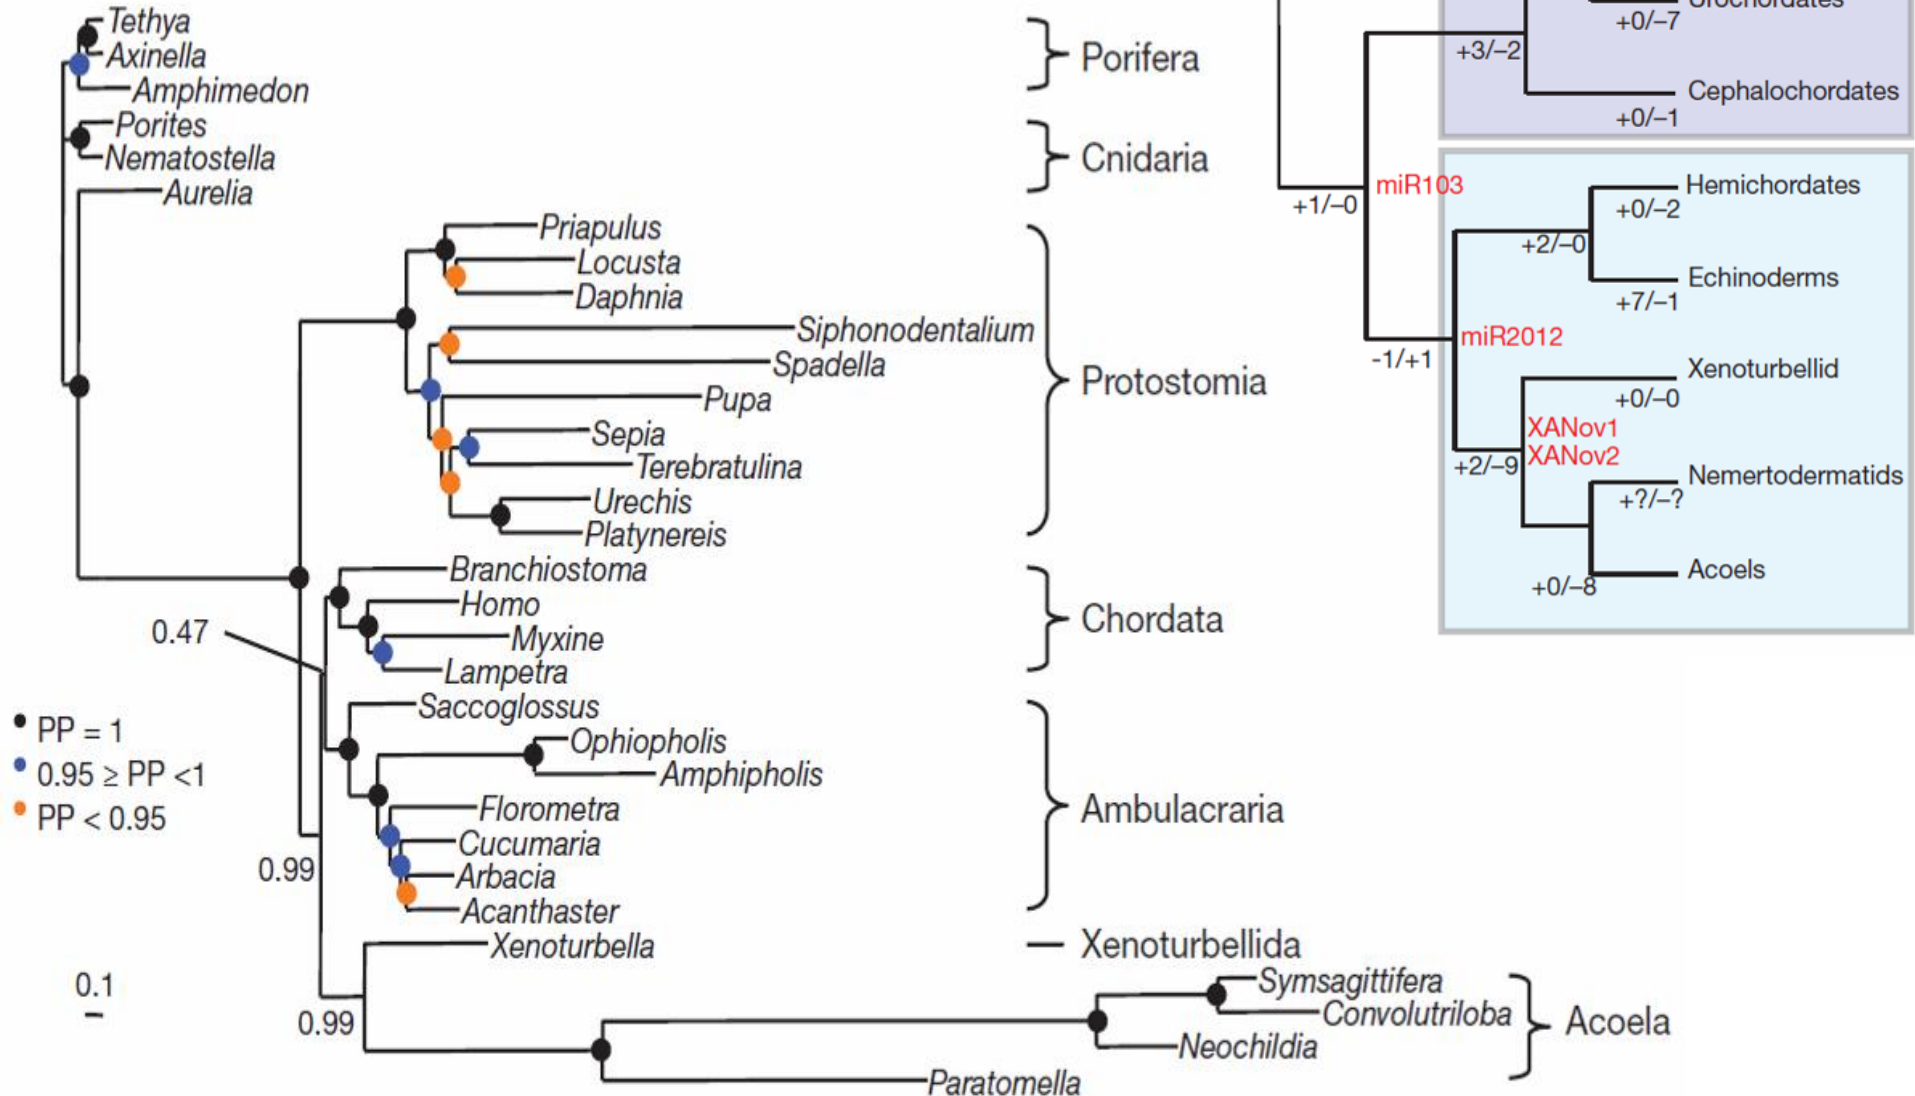 Tethya
Axinella
Amphimedon
Porites
Nematostella
Aurelia
Priapulus
Locusta
Daphnia
Siphonodentalium
Spadella
Pupa
Sepia
Terebratulina
Urechis
Platynereis
Branchiostoma
Homo
Myxine
Lampetra
Saccoglossus
Ophiopholis
Amphipholis
Florometra
Cucumaria
Arbacia
Acanthaster
Xenoturbella
Symsagittifera
Convolutriloba
Neochildia
Paratomella
Porifera
Cnidaria
Protostomia
Chordata
Ambulacraria
Xenoturbellida
Acoela
0.47
0.99
0.99
PP = 1
0.95 ≥ PP <1
PP < 0.95
0.1
Urochordates
+0/–7
+3/–2
Cephalochordates
+0/–1
miR103
+1/–0
Hemichordates
+0/–2
+2/–0
Echinoderms
+7/–1
miR2012
-1/+1
Xenoturbellid
+0/–0
XANov1
XANov2
+2/–9
Nemertodermatids
+?/–?
Acoels
+0/–8